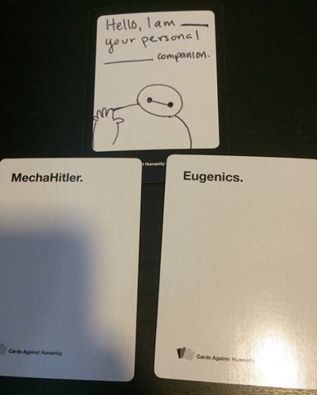 Hello, I am ____
your personal
____ companion.
MechaHitler.
Eugenics.
Cards Against Humanity
Cards Against Humanity